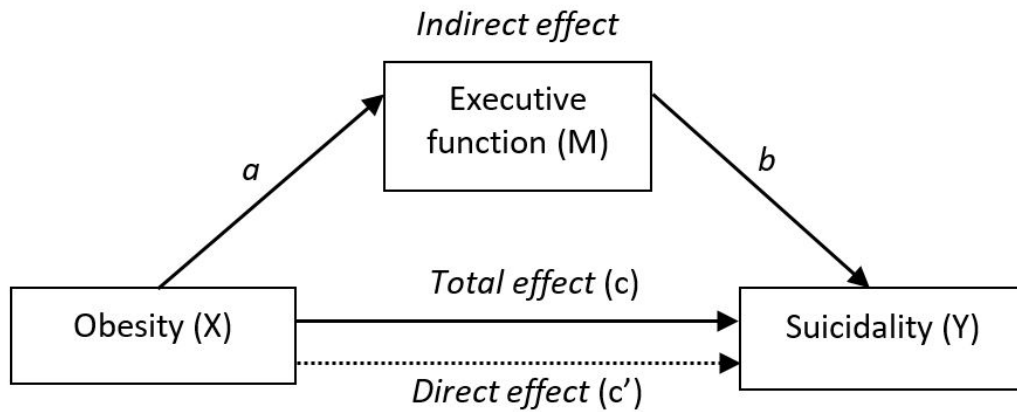 Indirect effect
Executive
function (M)
a
b
Total effect (c)
Obesity (X)
Suicidality (Y)
Direct effect (c’)